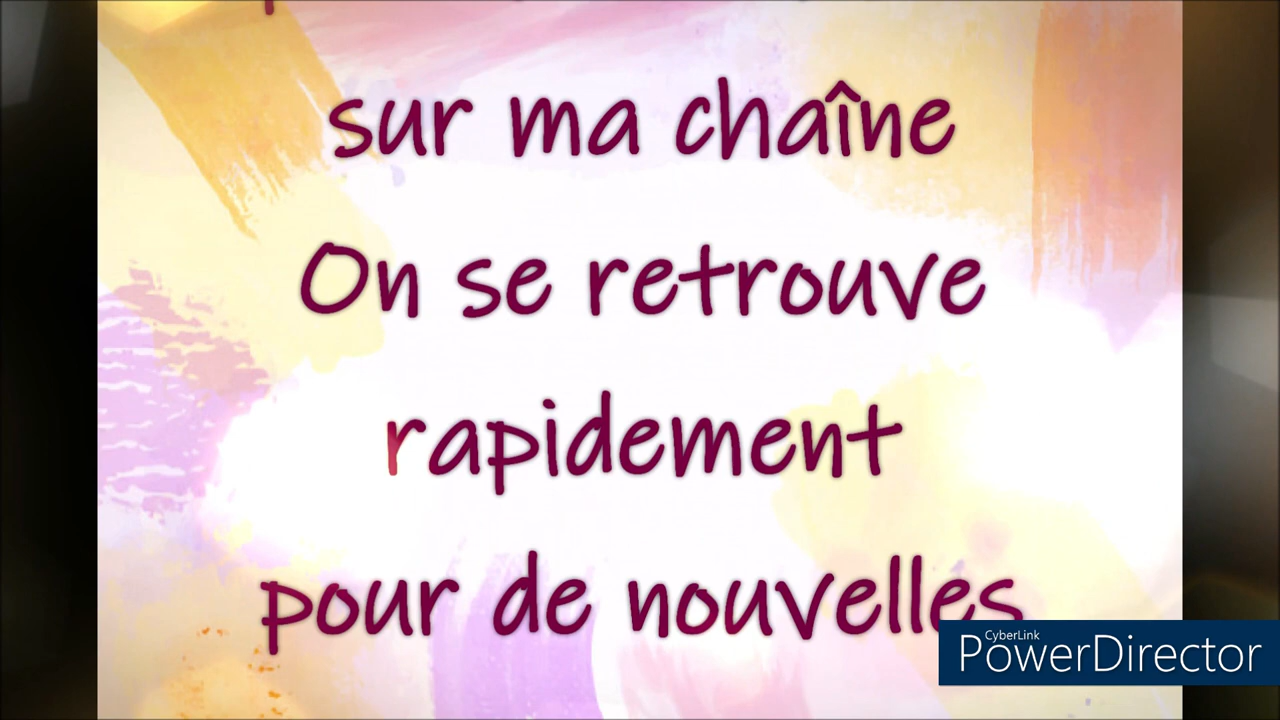 sur ma chaîne
On se retrouve
rapidement
pour de nouvelles
CyberLink
PowerDirector